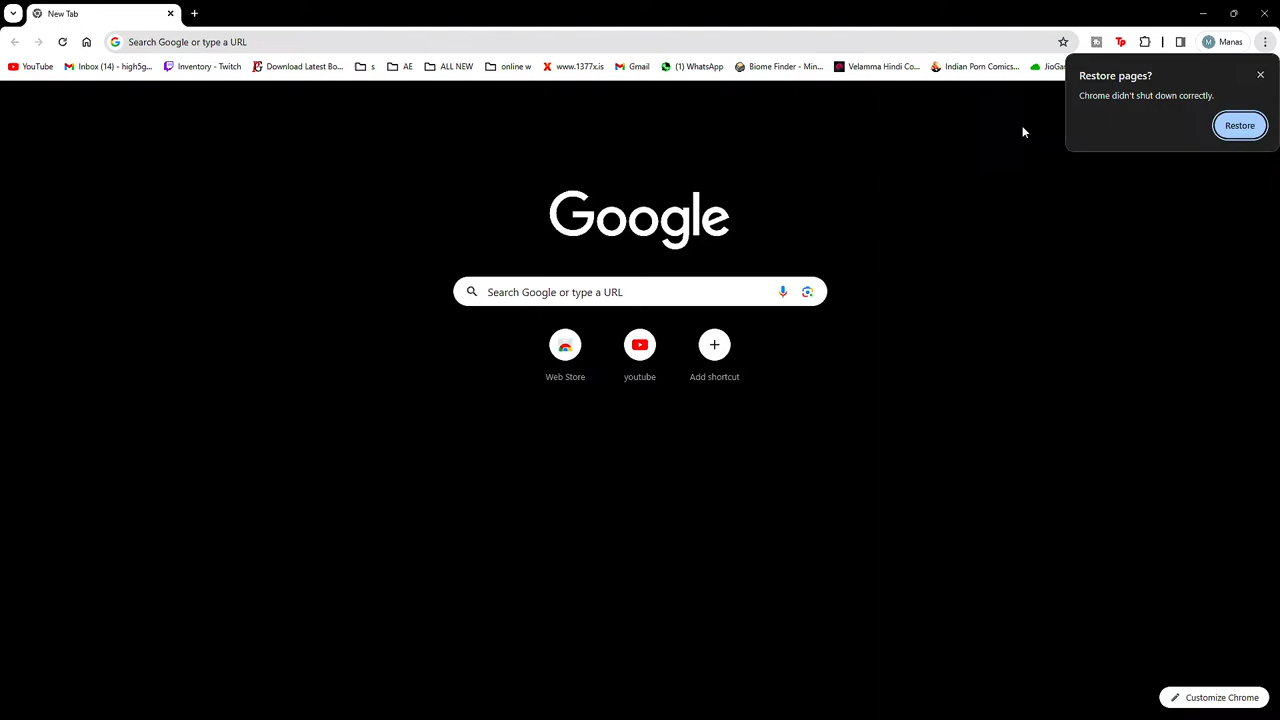 New Tab
Search Google or type a URL
Tp
M Manas
YouTube
Inbox (14) - high5g...
Inventory - Twitch
Download Latest Bo...
s
AE
ALL NEW
online w
X www.1377x.is
Gmail
(1) WhatsApp
Biome Finder - Min...
Velamma Hindi Co...
Indian Porn Comics...
JioGa
Restore pages?
Chrome didn't shut down correctly.
Restore
Google
Search Google or type a URL
Web Store
youtube
Add shortcut
Customize Chrome